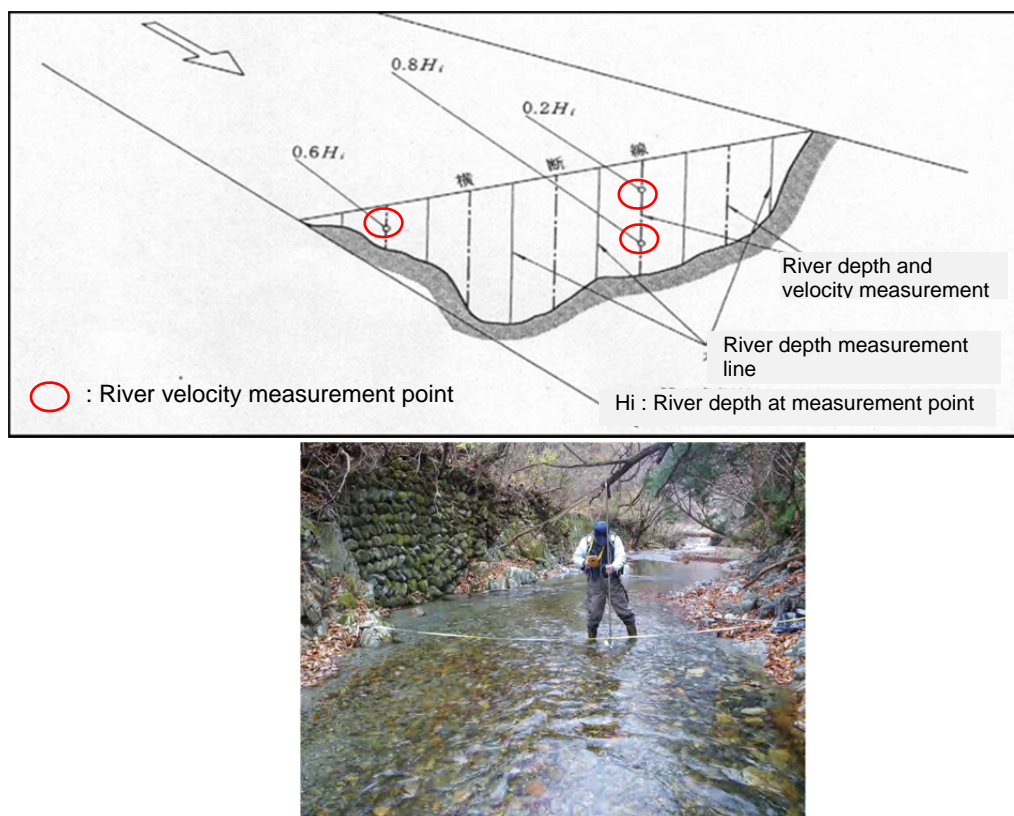 0.8Hi
0.2Hi
0.6Hi
横 断 線
River depth and
velocity measurement
River depth measurement
line
: River velocity measurement point
Hi : River depth at measurement point